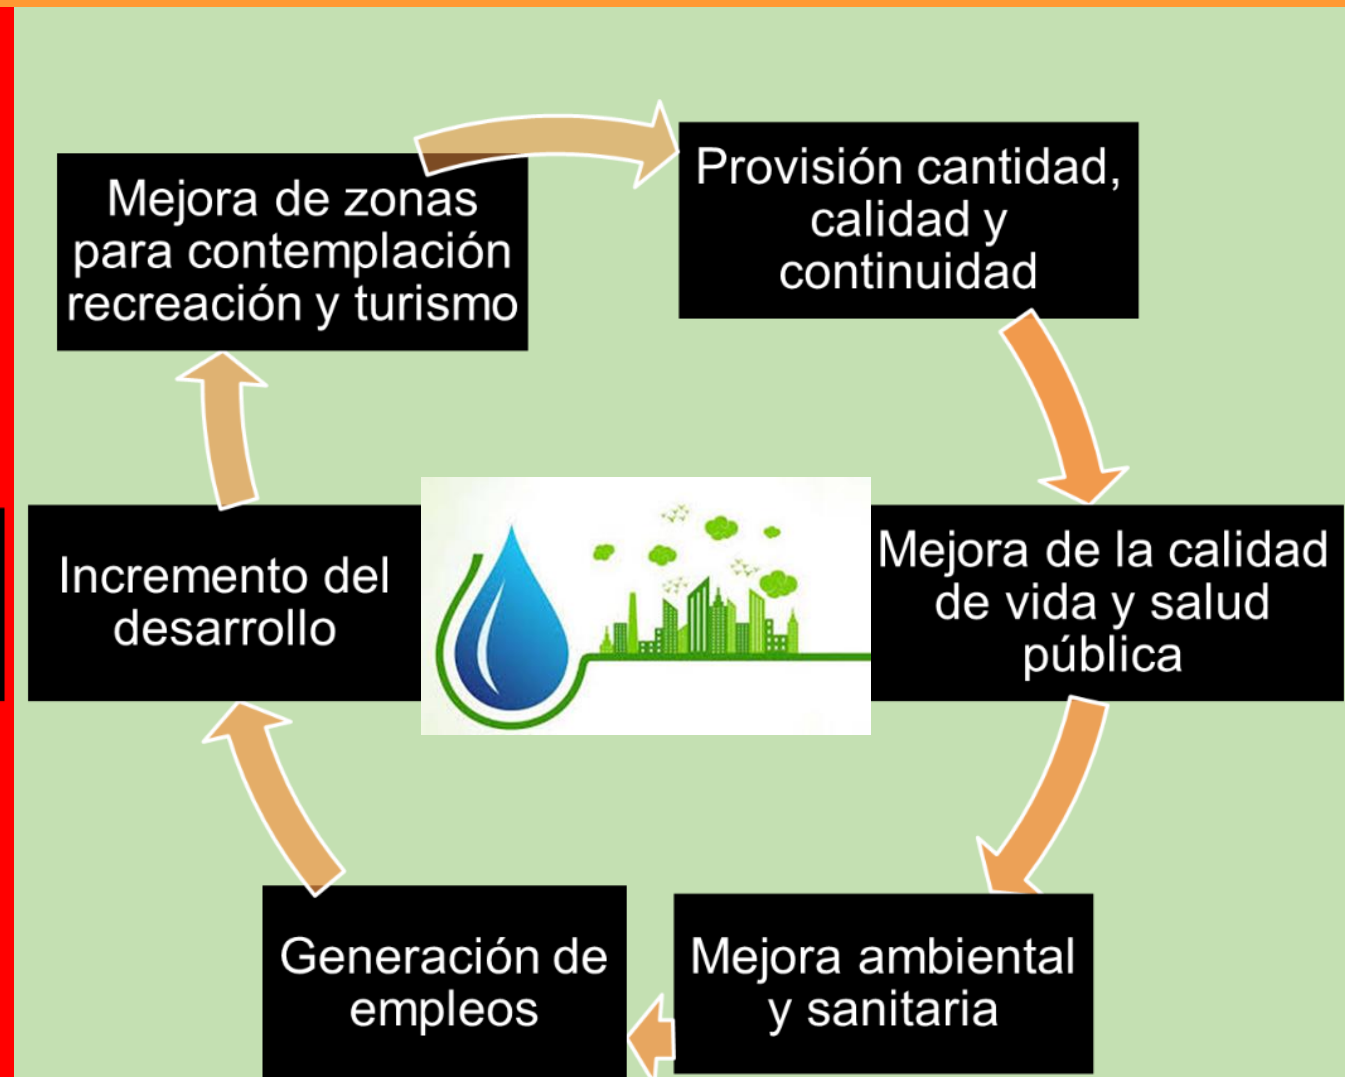 Mejora de zonas
para contemplación
recreación y turismo
Provisión cantidad,
calidad y
continuidad
Mejora de la calidad
de vida y salud
pública
Mejora ambiental
y sanitaria
Generación de
empleos
Incremento del
desarrollo